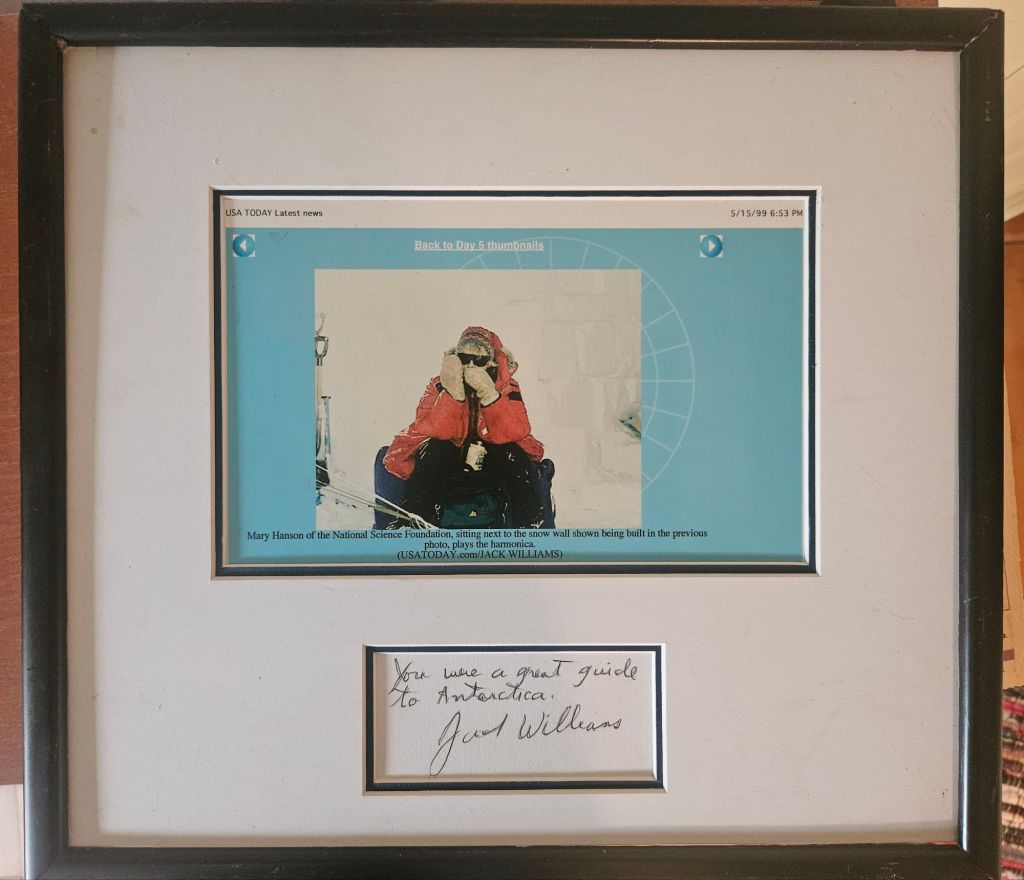 USA TODAY Latest news 5/15/99 6:53 PM
Back to Day 5 thumbnails
Mary Hanson of the National Science Foundation, sitting next to the snow wall shown being built in the previous
photo, plays the harmonica.
(USATODAY.com/JACK WILLIAMS)
You were a great guide
to Antarctica.
Jack Williams